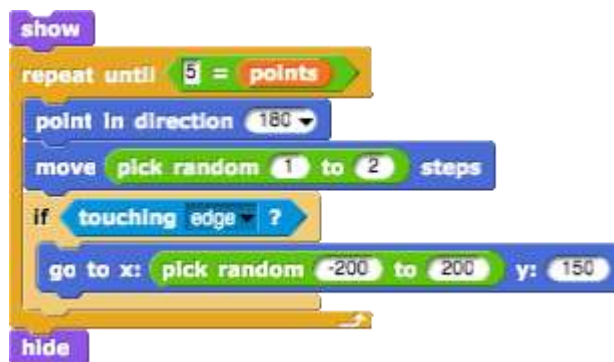 show
repeat until 5 = points
point in direction 180
move pick random 1 to 2 steps
if touching edge ?
go to x: pick random -200 to 200 y: 150
hide